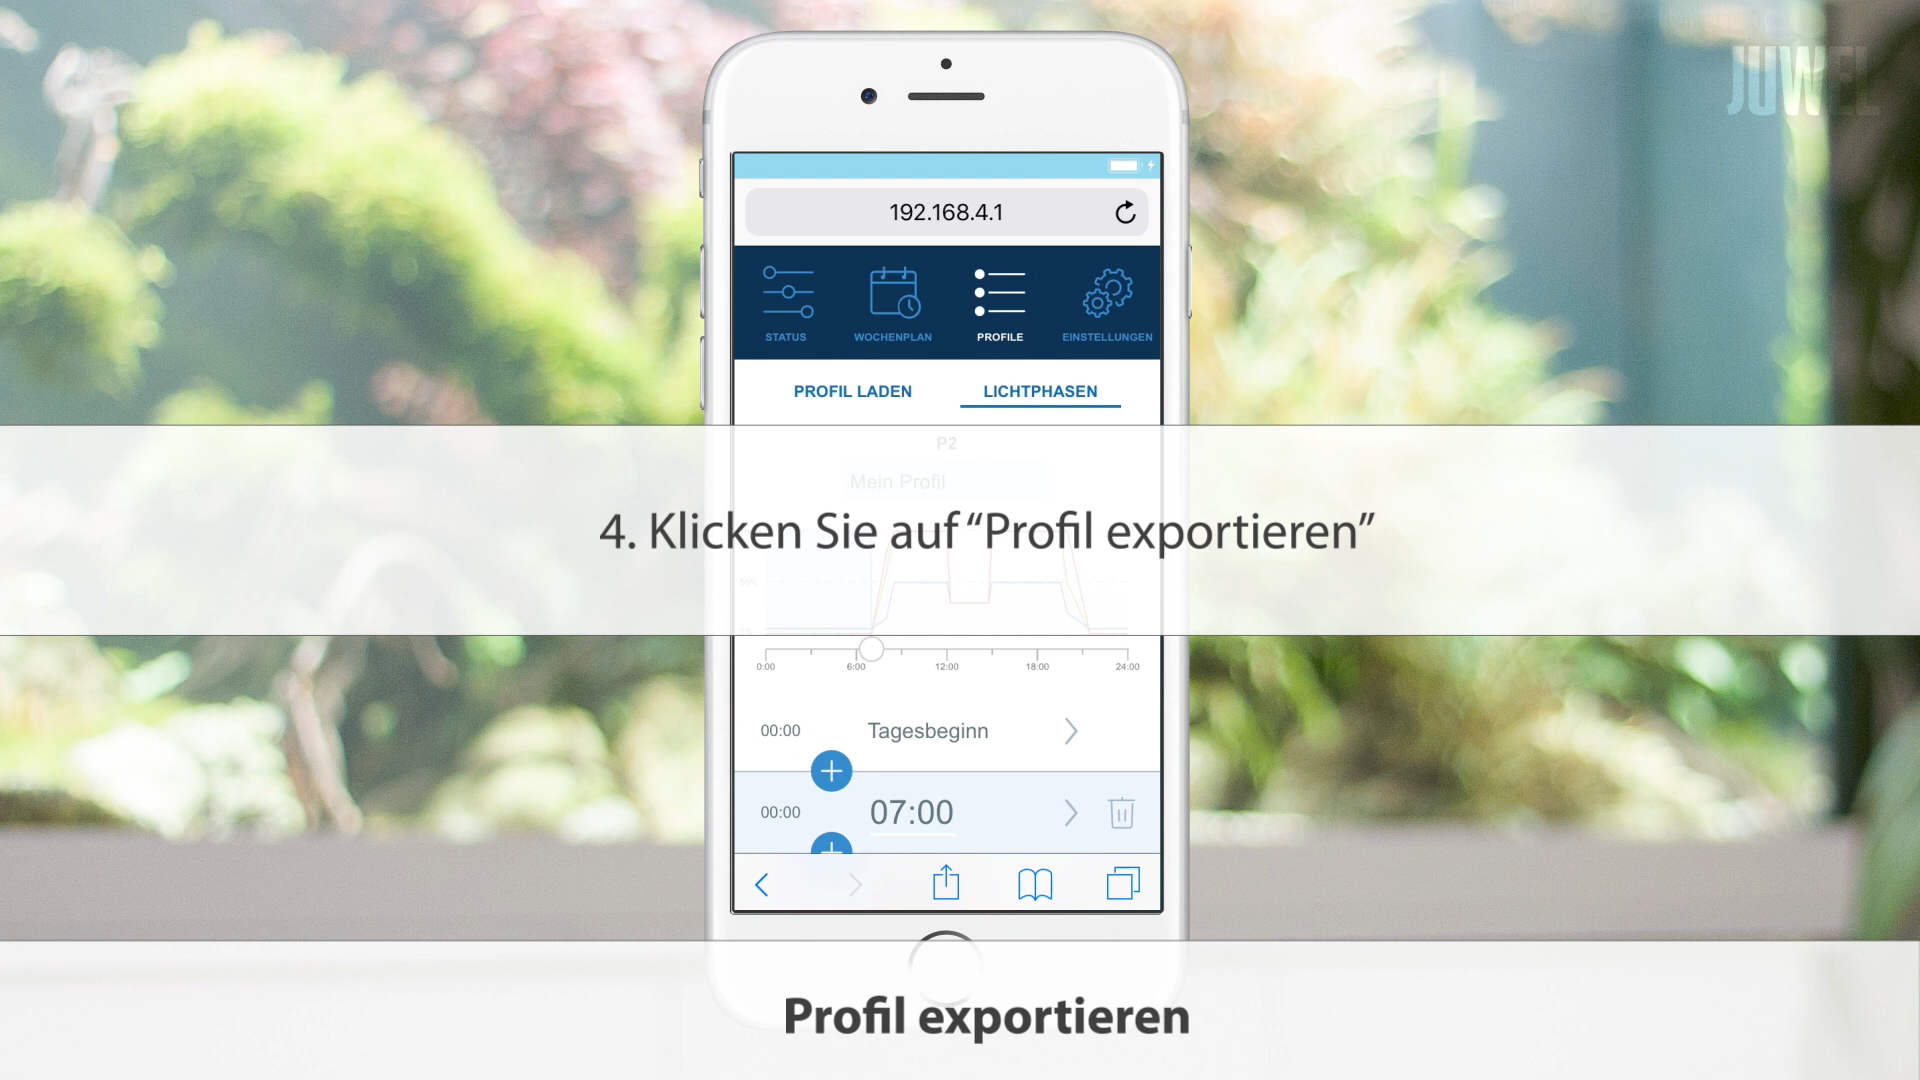 JUWEL
192.168.4.1
STATUS
WOCHENPLAN
PROFILE
EINSTELLUNGEN
PROFIL LADEN
LICHTPHASEN
P2
Mein Profil
4. Klicken Sie auf “Profil exportieren”
50%
0:00
6:00
12:00
18:00
24:00
00:00
Tagesbeginn
00:00
07:00
Profil exportieren